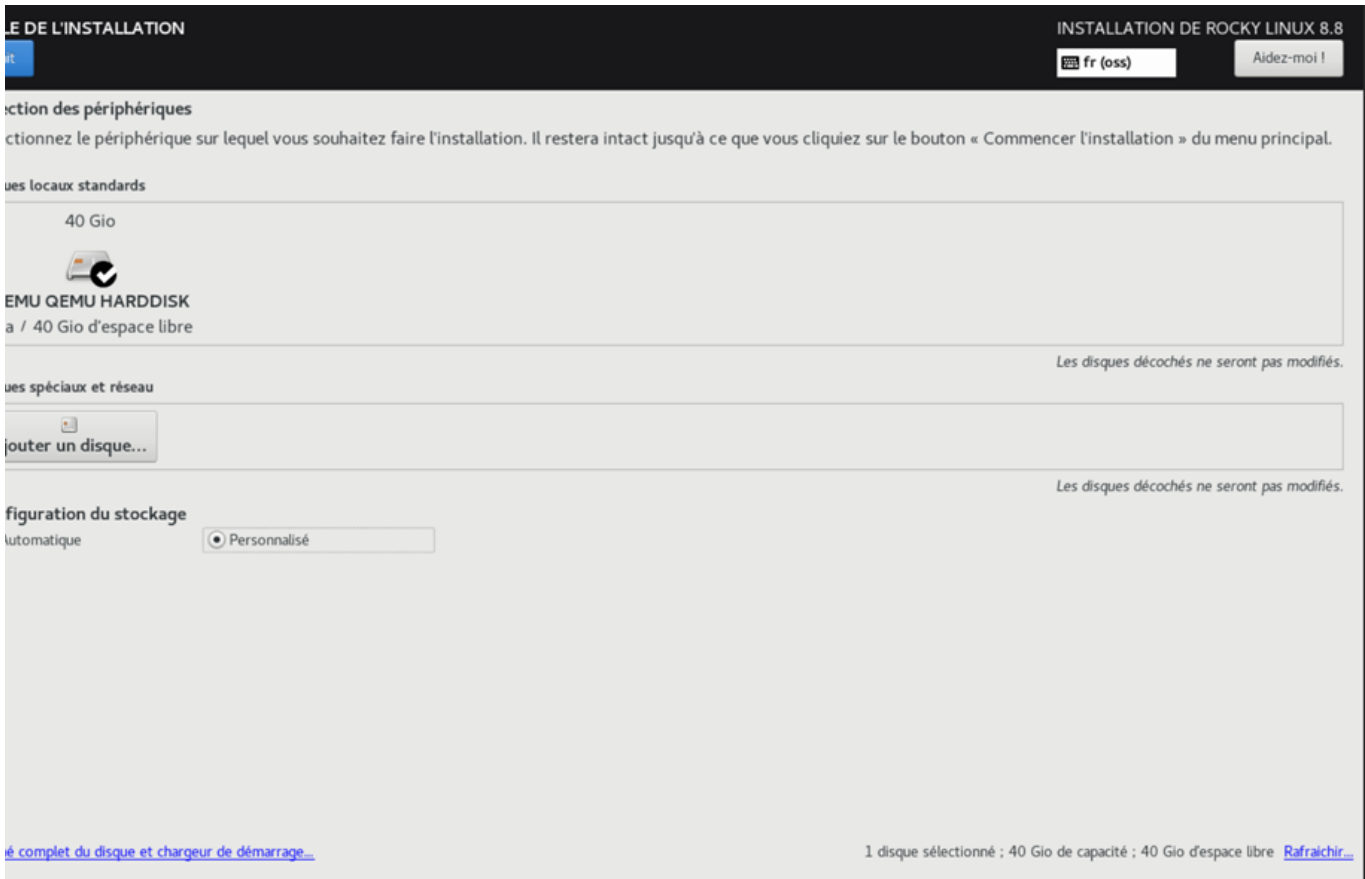 LE DE L'INSTALLATION
INSTALLATION DE ROCKY LINUX 8.8
it
fr (oss)
Aidez-moi !
ection des périphériques
ctionnez le périphérique sur lequel vous souhaitez faire l'installation. Il restera intact jusqu'à ce que vous cliquiez sur le bouton « Commencer l'installation » du menu principal.
ues locaux standards
40 Gio
EMU QEMU HARDDISK
a / 40 Gio d'espace libre
Les disques décochés ne seront pas modifiés.
ues spéciaux et réseau
jouter un disque...
Les disques décochés ne seront pas modifiés.
figuration du stockage
Automatique
Personnalisé
é complet du disque et chargeur de démarrage...
1 disque sélectionné ; 40 Gio de capacité ; 40 Gio d'espace libre Rafraichir...